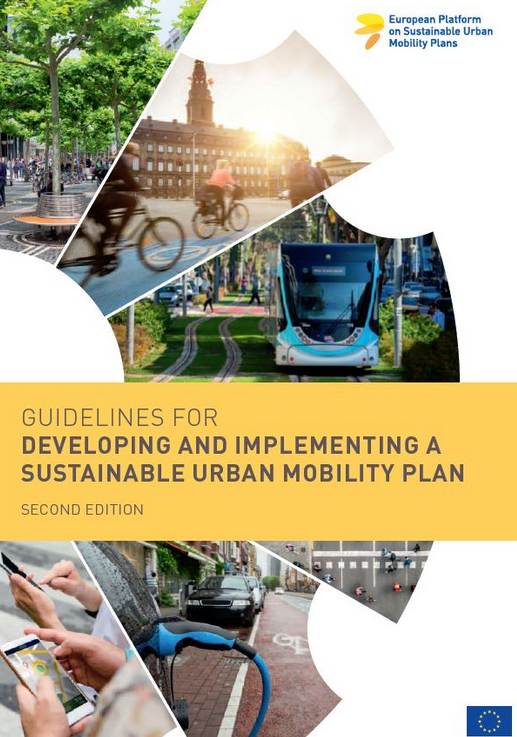 European Platform
on Sustainable Urban
Mobility Plans
GUIDELINES FOR
DEVELOPING AND IMPLEMENTING A
SUSTAINABLE URBAN MOBILITY PLAN
SECOND EDITION